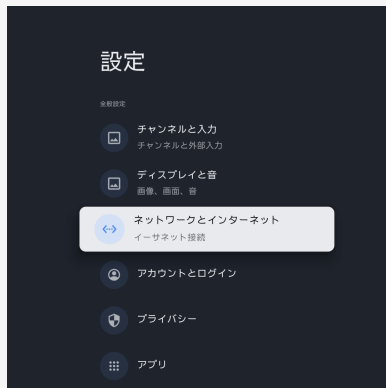 設定
全般設定
チャンネルと入力
チャンネルと外部入力
ディスプレイと音
画像、画面、音
ネットワークとインターネット
イーサネット接続
アカウントとログイン
プライバシー
アプリ